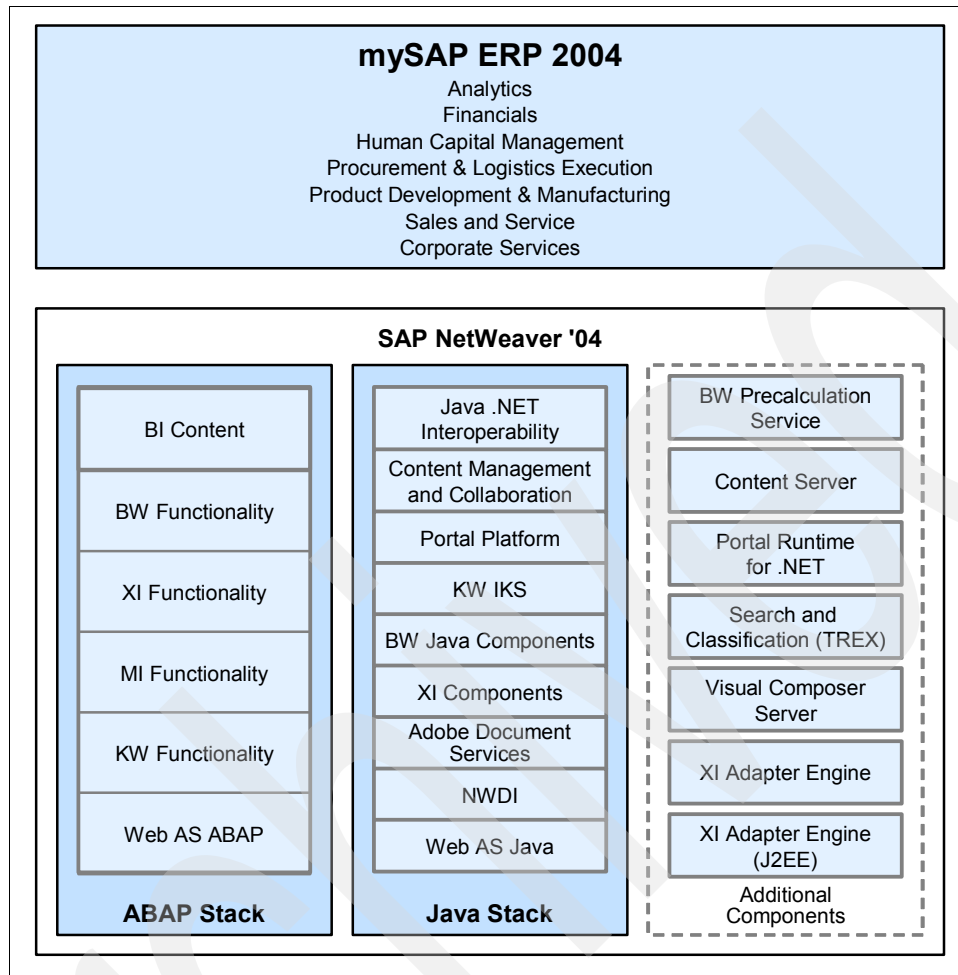 mySAP ERP 2004
Analytics
Financials
Human Capital Management
Procurement & Logistics Execution
Product Development & Manufacturing
Sales and Service
Corporate Services
SAP NetWeaver '04
BI Content
BW Functionality
XI Functionality
MI Functionality
KW Functionality
Web AS ABAP
ABAP Stack
Java .NET
Interoperability
Content Management
and Collaboration
Portal Platform
KW IKS
BW Java Components
XI Components
Adobe Document
Services
NWDI
Web AS Java
Java Stack
BW Precalculation
Service
Content Server
Portal Runtime
for .NET
Search and
Classification (TREX)
Visual Composer
Server
XI Adapter Engine
XI Adapter Engine
(J2EE)
Additional
Components